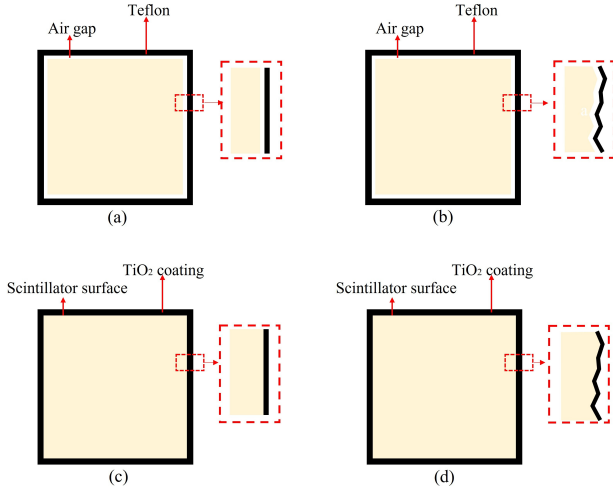 Teflon
Teflon
Air gap
Air gap
(a)
(b)
TiO₂ coating
TiO₂ coating
Scintillator surface
Scintillator surface
(c)
(d)